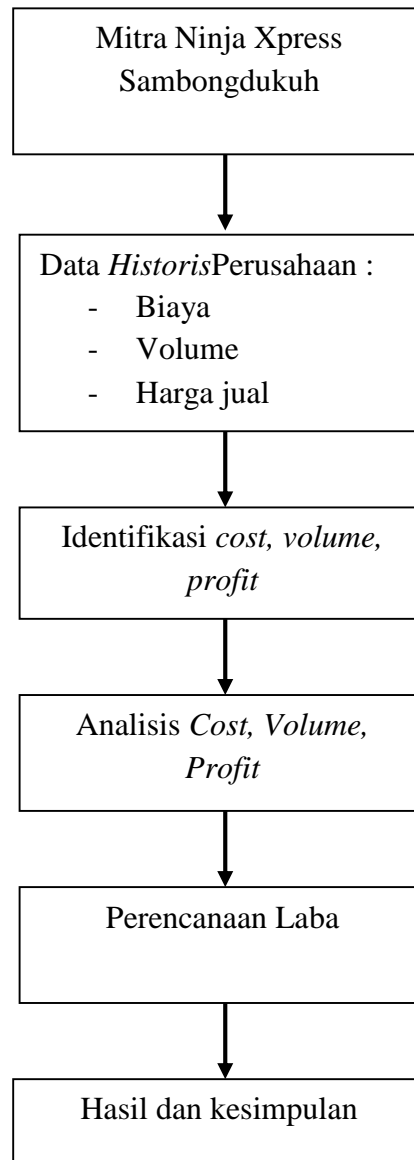 Mitra Ninja Xpress
Sambongdukuh
Data HistorisPerusahaan :
- Biaya
- Volume
- Harga jual
Identifikasi cost, volume,
profit
Analisis Cost, Volume,
Profit
Perencanaan Laba
Hasil dan kesimpulan